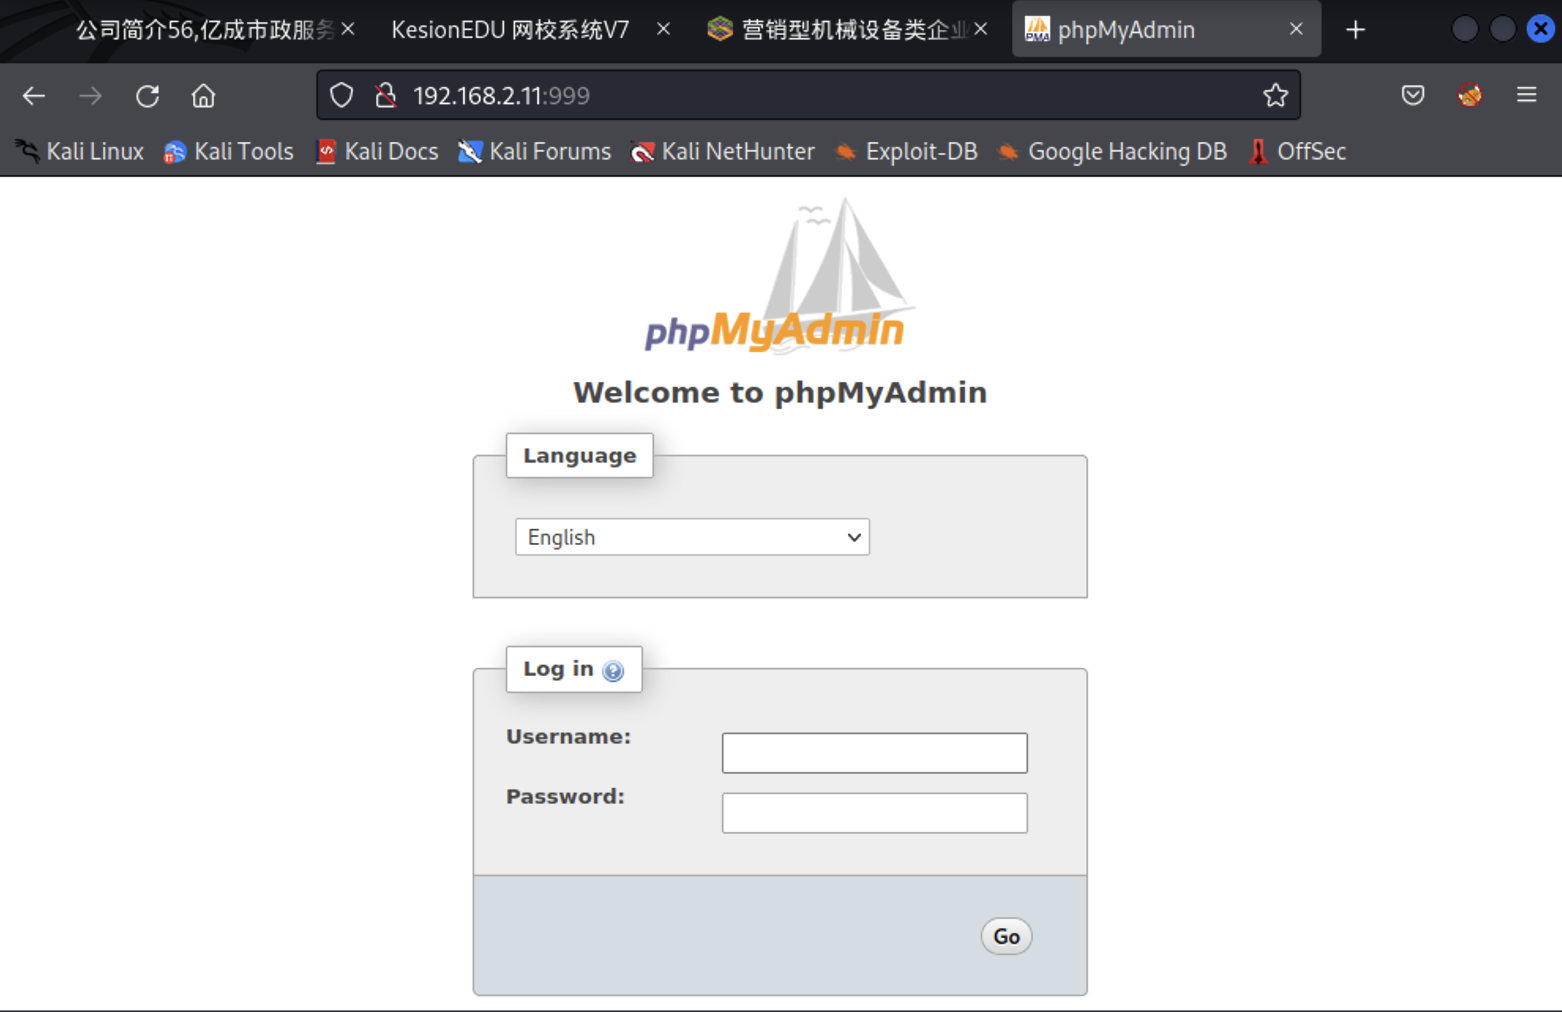 公司简介56,亿成市政服务
KesionEDU 网校系统V7
营销型机械设备类企业
phpMyAdmin
192.168.2.11:999
Kali Linux
Kali Tools
Kali Docs
Kali Forums
Kali NetHunter
Exploit-DB
Google Hacking DB
OffSec
phpMyAdmin
Welcome to phpMyAdmin
Language
English
Log in
Username:
Password:
Go